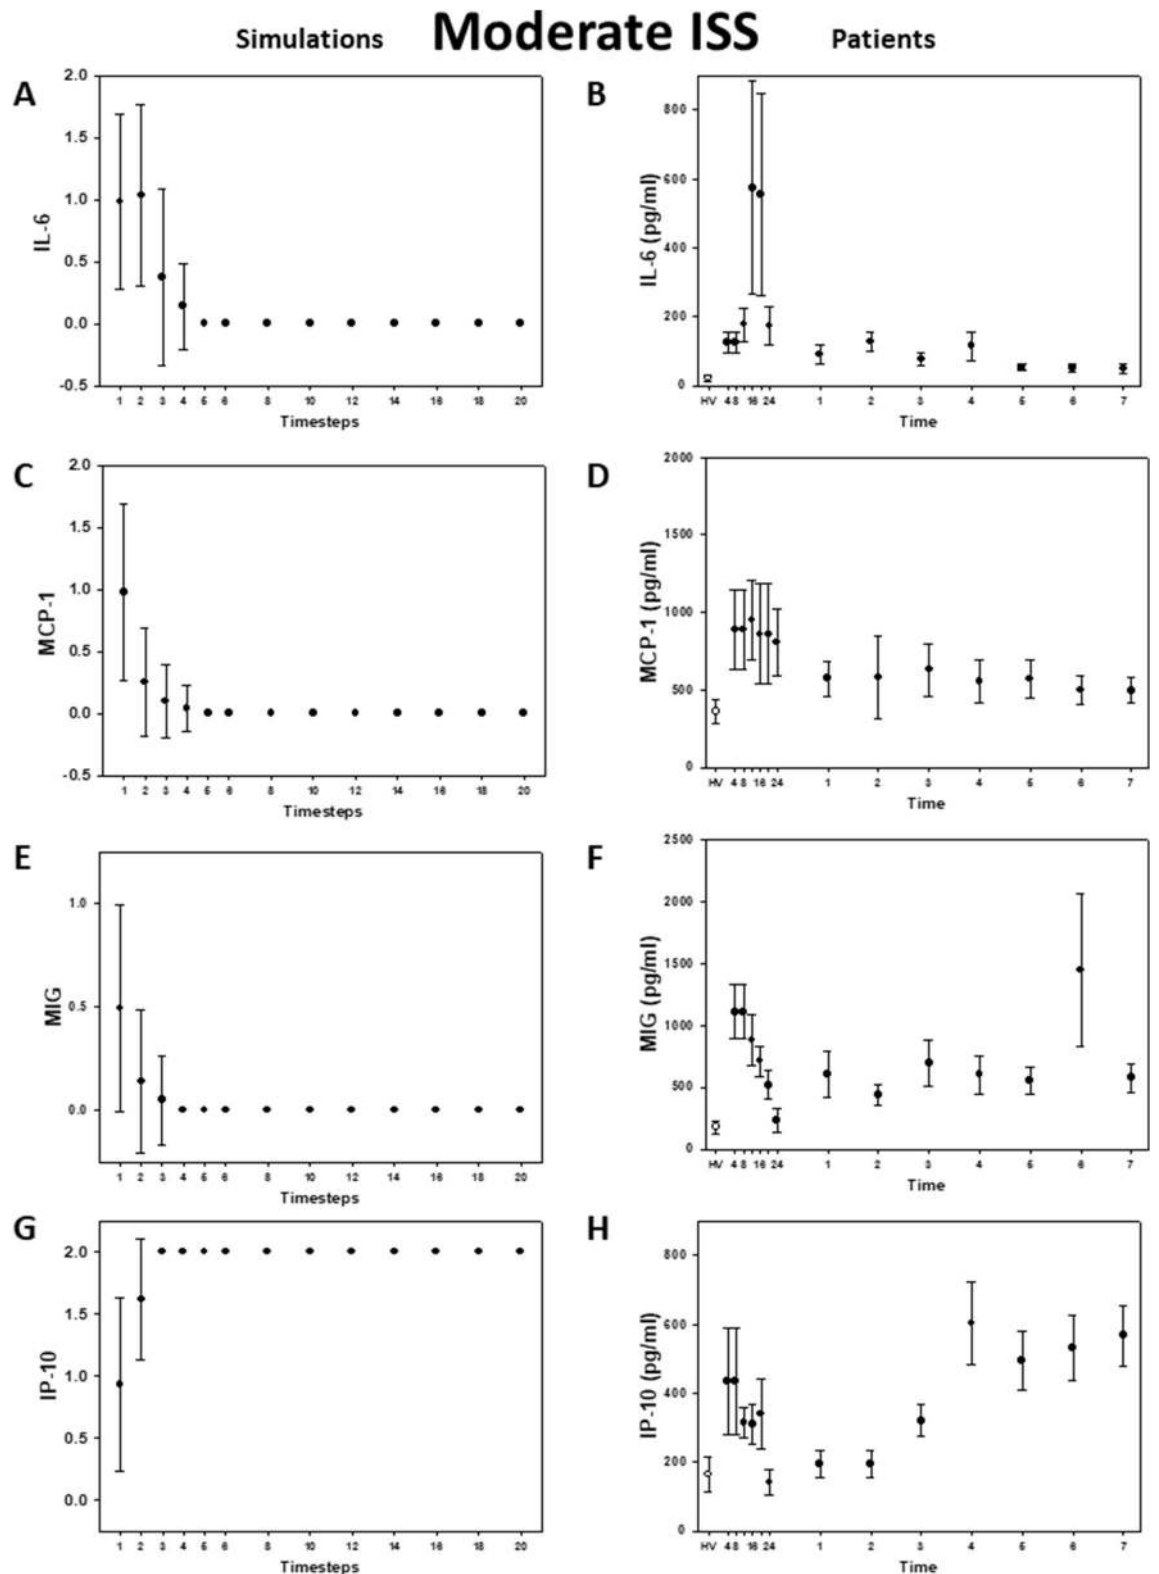 Simulations Moderate ISS Patients
A
IL-6
2.0
1.5
1.0
0.5
0.0
-0.5
1 2 3 4 5 6 8 10 12 14 16 18 20
Timesteps
B
IL-6 (pg/ml)
800
600
400
200
0
HV 4 8 16 24 1 2 3 4 5 6 7
Time
C
MCP-1
2.0
1.5
1.0
0.5
0.0
-0.5
1 2 3 4 5 6 8 10 12 14 16 18 20
Timesteps
D
MCP-1 (pg/ml)
2000
1500
1000
500
0
HV 4 8 16 24 1 2 3 4 5 6 7
Time
E
MIG
1.0
0.5
0.0
1 2 3 4 5 6 8 10 12 14 16 18 20
Timesteps
F
MIG (pg/ml)
2500
2000
1500
1000
500
0
HV 4 8 16 24 1 2 3 4 5 6 7
Time
G
IP-10
2.0
1.5
1.0
0.5
0.0
1 2 3 4 5 6 8 10 12 14 16 18 20
Timesteps
H
IP-10 (pg/ml)
800
600
400
200
0
HV 4 8 16 24 1 2 3 4 5 6 7
Time